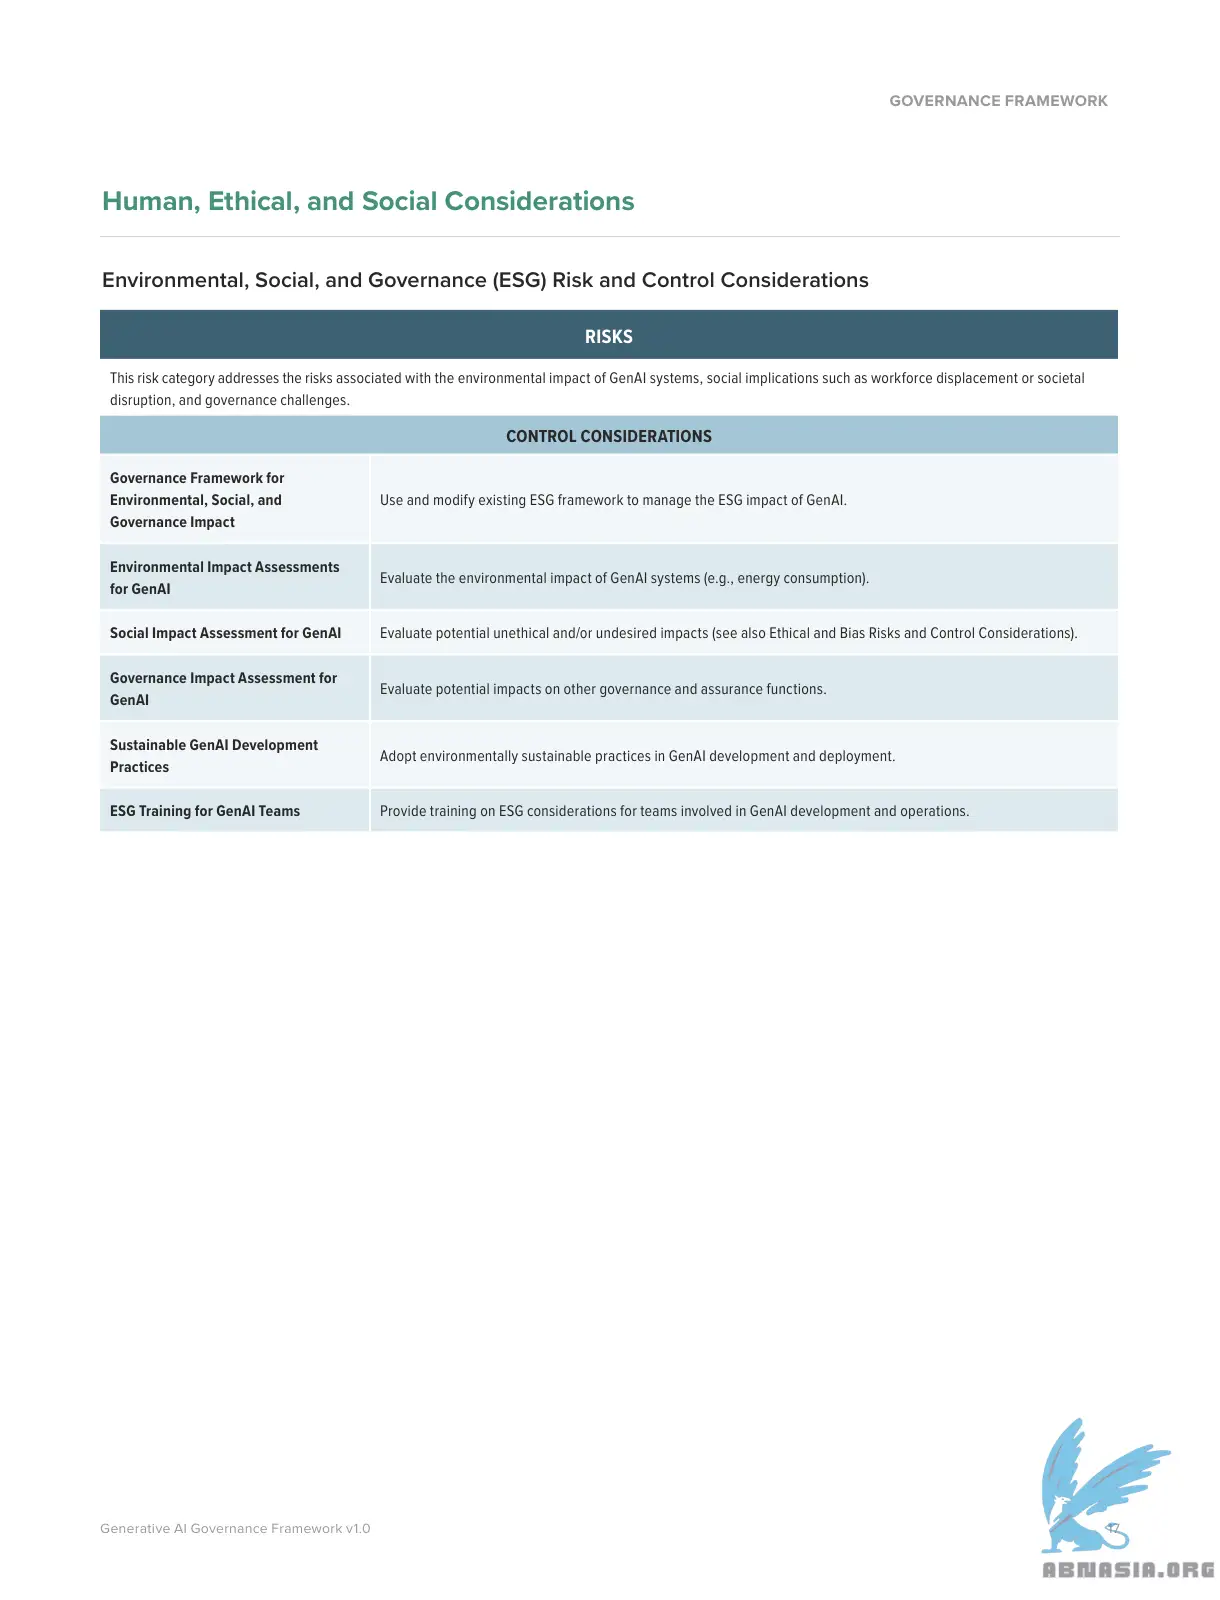 GOVERNANCE FRAMEWORK
Human, Ethical, and Social Considerations
Environmental, Social, and Governance (ESG) Risk and Control Considerations
RISKS
This risk category addresses the risks associated with the environmental impact of GenAI systems, social implications such as workforce displacement or societal
disruption, and governance challenges.
CONTROL CONSIDERATIONS
Governance Framework for
Environmental, Social, and
Governance Impact
Use and modify existing ESG framework to manage the ESG impact of GenAI.
Environmental Impact Assessments
for GenAI
Evaluate the environmental impact of GenAI systems (e.g., energy consumption).
Social Impact Assessment for GenAI
Evaluate potential unethical and/or undesired impacts (see also Ethical and Bias Risks and Control Considerations).
Governance Impact Assessment for
GenAI
Evaluate potential impacts on other governance and assurance functions.
Sustainable GenAI Development
Practices
Adopt environmentally sustainable practices in GenAI development and deployment.
ESG Training for GenAI Teams
Provide training on ESG considerations for teams involved in GenAI development and operations.
Generative AI Governance Framework v1.0
ABNASIA.ORG